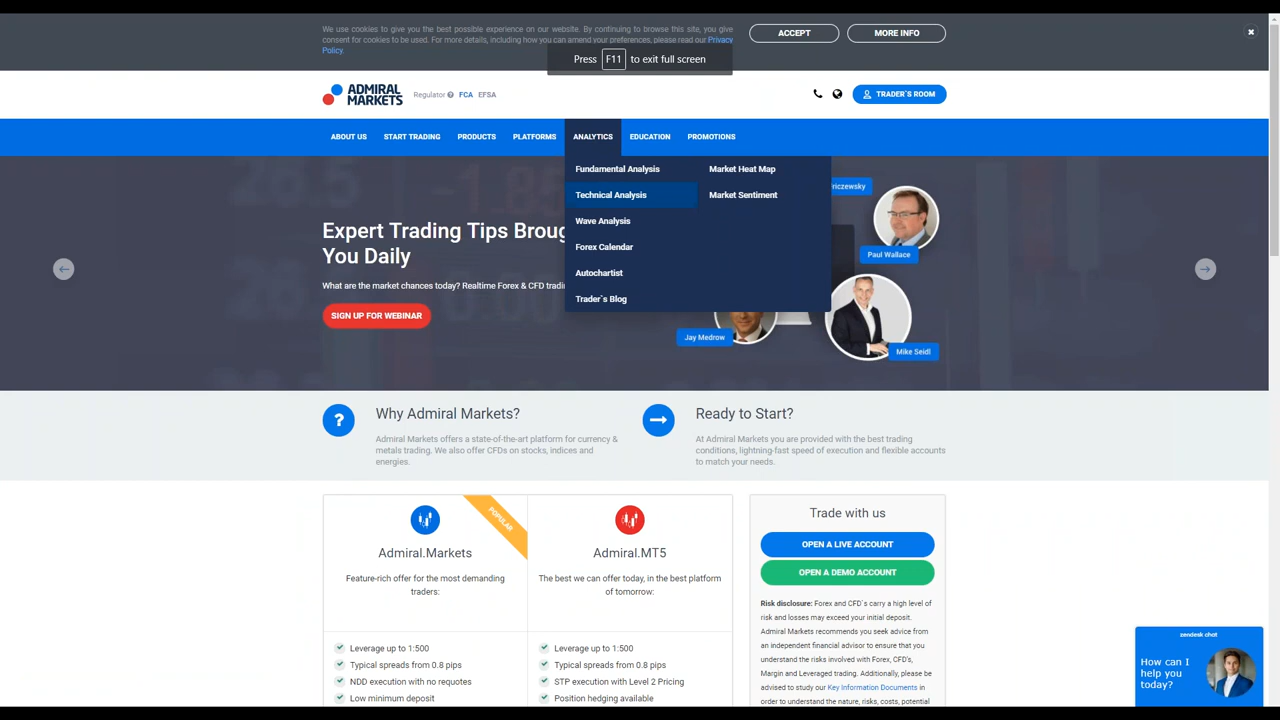 We use cookies to give you the best possible experience on our website. By continuing to browse this site, you give
consent for cookies to be used. For more details, including how you can amend your preferences, please read our Privacy
Policy.
ACCEPT
MORE INFO
Press F11 to exit full screen
ADMIRAL
MARKETS
Regulator FCA EFSA
TRADER`S ROOM
ABOUT US START TRADING PRODUCTS PLATFORMS ANALYTICS EDUCATION PROMOTIONS
Fundamental Analysis
Technical Analysis
Wave Analysis
Forex Calendar
Autochartist
Trader`s Blog
Market Heat Map
Market Sentiment
Expert Trading Tips
You Daily
What are the market chances today? Realtime Forex & CFD
SIGN UP FOR WEBINAR
Paul Wallace
Jay Medrow
Mike Seidl
Why Admiral Markets?
Admiral Markets offers a state-of-the-art platform for currency &
metals trading. We also offer CFDs on stocks, indices and
energies.
Ready to Start?
At Admiral Markets you are provided with the best trading
conditions, lightning-fast speed of execution and flexible accounts
to match your needs.
POPULAR
Admiral.Markets
Feature-rich offer for the most demanding
traders:
Leverage up to 1:500
Typical spreads from 0.8 pips
NDD execution with no requotes
Low minimum deposit
Admiral.MT5
The best we can offer today, in the best platform
of tomorrow:
Leverage up to 1:500
Typical spreads from 0.8 pips
STP execution with Level 2 Pricing
Position hedging available
Trade with us
OPEN A LIVE ACCOUNT
OPEN A DEMO ACCOUNT
Risk disclosure: Forex and CFD`s carry a high level of
risk and losses may exceed your initial deposit.
Admiral Markets recommends you seek advice from
an independent financial advisor to ensure that you
understand the risks involved with Forex, CFD's,
Margin and Leveraged trading. Additionally, please be
advised to study our Key Information Documents in
order to understand the nature, risks, costs, potential
zendesk chat
How can I
help you
today?